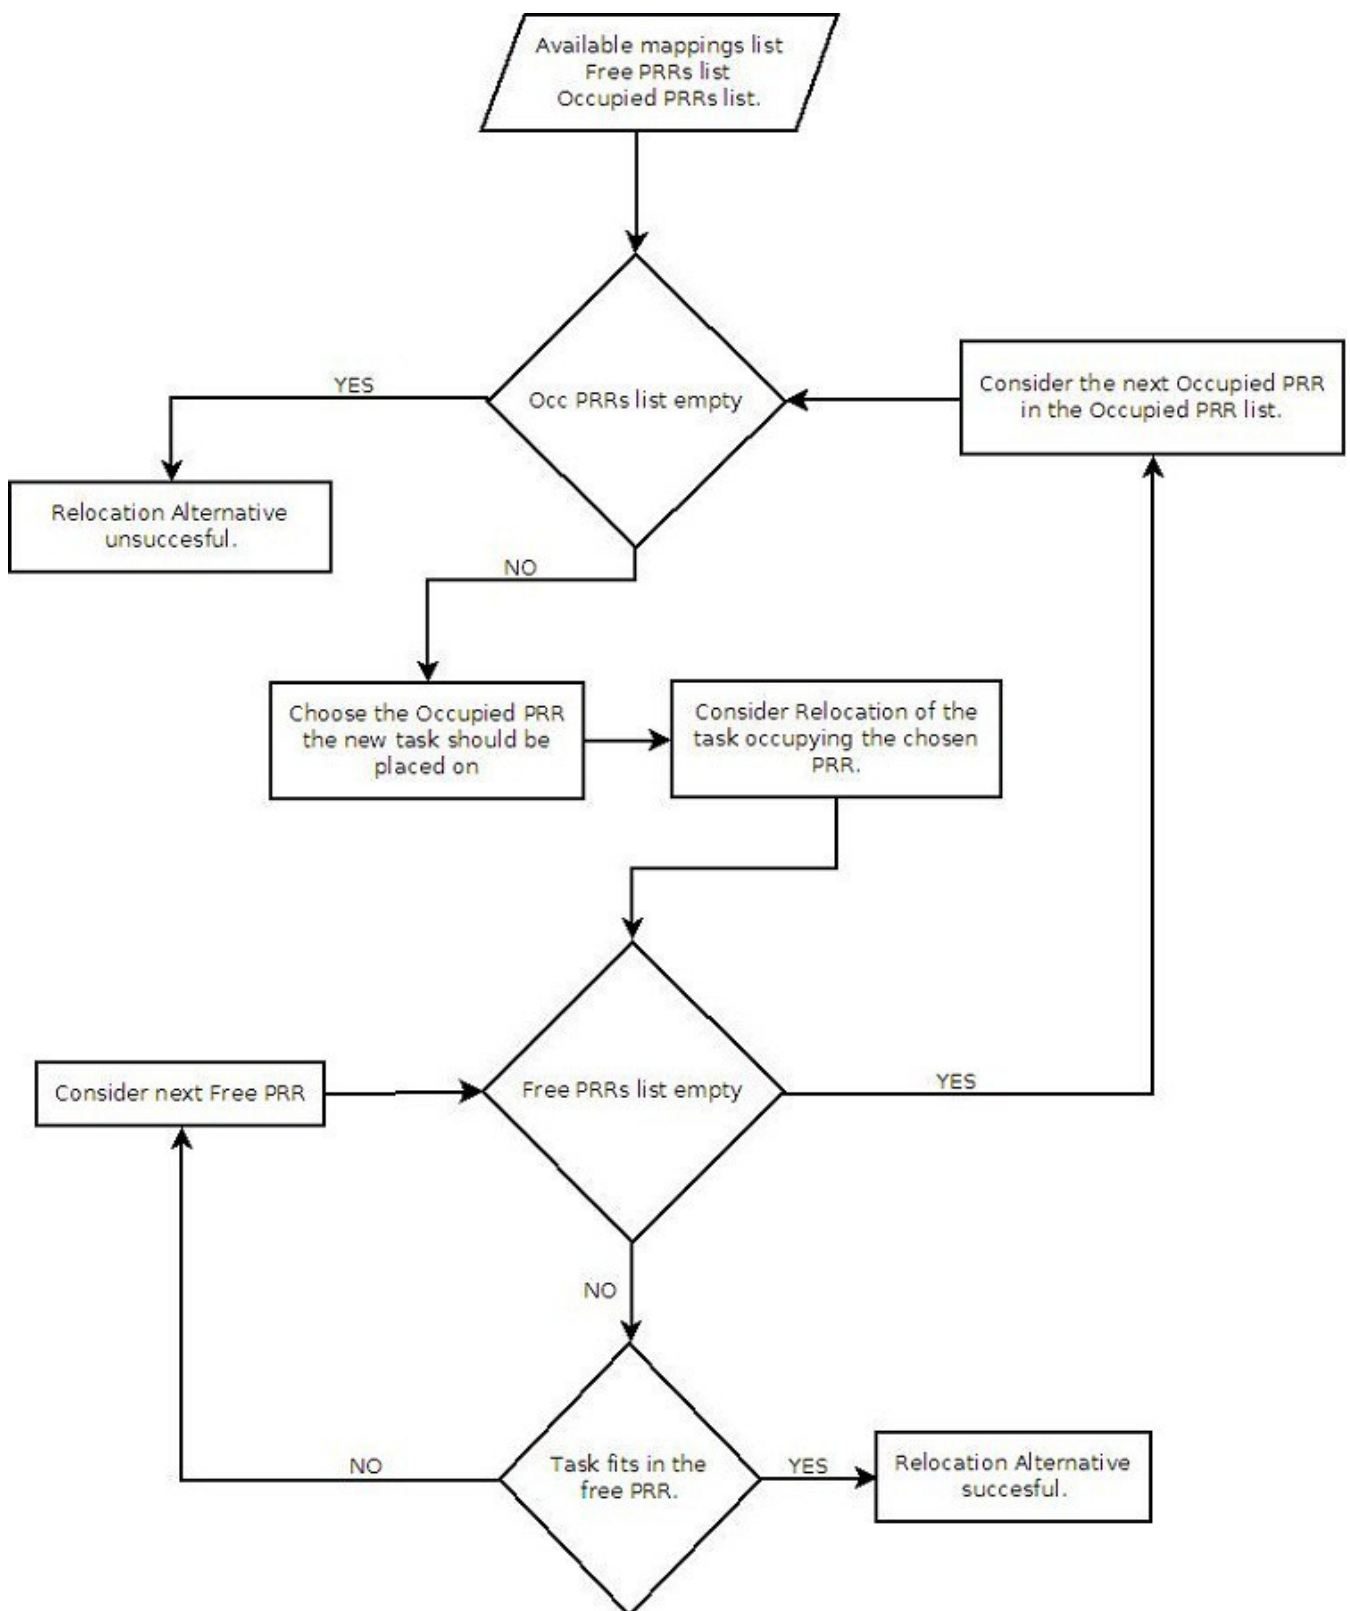 Available mappings list
Free PRRs list
Occupied PRRs list.
YES
Occ PRRs list empty
Consider the next Occupied PRR
in the Occupied PRR list.
Relocation Alternative
unsuccesful.
NO
Choose the Occupied PRR
the new task should be
placed on
Consider Relocation of the
task occupying the chosen
PRR.
Consider next Free PRR
Free PRRs list empty
YES
NO
NO
Task fits in the
free PRR.
YES
Relocation Alternative
succesful.